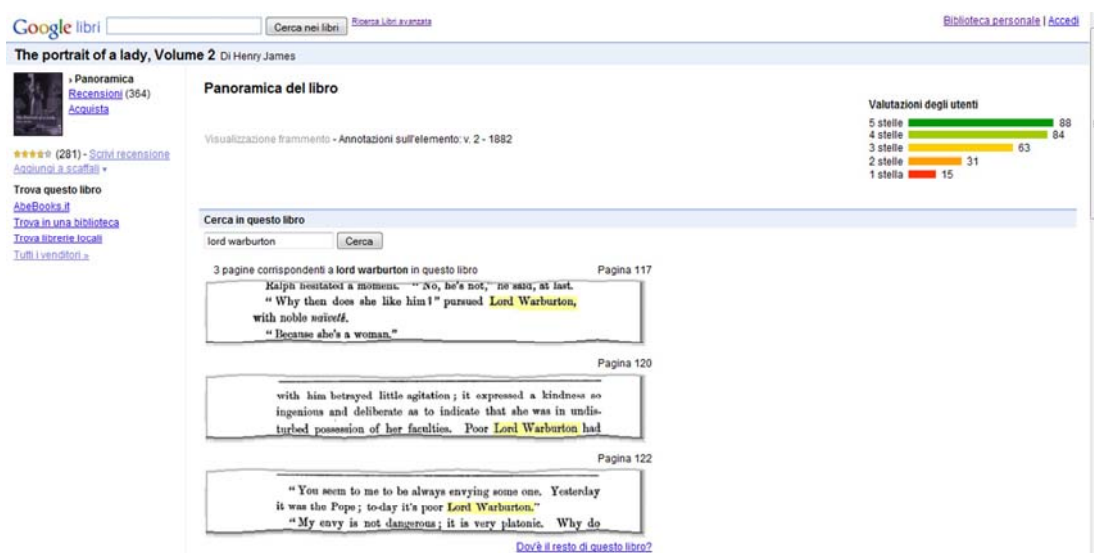 Google libri Cerca nei libri Ricerca Libri avanzata Biblioteca personale | Accedi
The portrait of a lady, Volume 2 Di Henry James
› Panoramica
Recensioni (364)
Acquista
(281) - Scrivi recensione
Aggiungi a scaffali ▾
Trova questo libro
AbeBooks.it
Trova in una biblioteca
Trova librerie locali
Tutti i venditori »
Panoramica del libro
Visualizzazione frammento - Annotazioni sull'elemento: v. 2 - 1882
Valutazioni degli utenti
5 stelle 88
4 stelle 84
3 stelle 63
2 stelle 31
1 stella 15
Cerca in questo libro
lord warburton Cerca
3 pagine corrispondenti a lord warburton in questo libro Pagina 117
Ralph hesitated a moment. "No, he's not," he said, at last.
"Why then does she like him?" pursued Lord Warburton,
with noble naïveté.
"Because she's a woman."
Pagina 120
with him betrayed little agitation; it expressed a kindness so
ingenious and deliberate as to indicate that she was in undis-
turbed possession of her faculties. Poor Lord Warburton had
Pagina 122
"You seem to me to be always envying some one. Yesterday
it was the Pope; to-day it's poor Lord Warburton."
"My envy is not dangerous; it is very platonic. Why do
Dov'è il resto di questo libro?